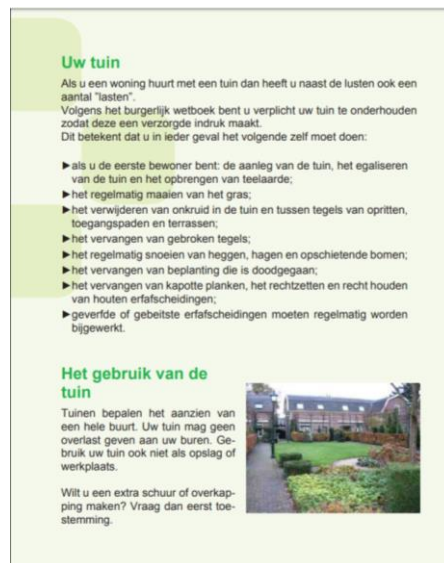 Uw tuin
Als u een woning huurt met een tuin dan heeft u naast de lusten ook een
aantal "lasten".
Volgens het burgerlijk wetboek bent u verplicht uw tuin te onderhouden
zodat deze een verzorgde indruk maakt.
Dit betekent dat u in ieder geval het volgende zelf moet doen:
►als u de eerste bewoner bent: de aanleg van de tuin, het egaliseren
van de tuin en het opbrengen van teelaarde;
►het regelmatig maaien van het gras;
►het verwijderen van onkruid in de tuin en tussen tegels van opritten,
toegangspaden en terrassen;
►het vervangen van gebroken tegels;
►het regelmatig snoeien van heggen, hagen en opschietende bomen;
►het vervangen van beplanting die is doodgegaan;
►het vervangen van kapotte planken, het rechtzetten en recht houden
van houten erfafscheidingen;
►geverfde of gebeitste erfafscheidingen moeten regelmatig worden
bijgewerkt.
Het gebruik van de
tuin
Tuinen bepalen het aanzien van
een hele buurt. Uw tuin mag geen
overlast geven aan uw buren. Ge-
bruik uw tuin ook niet als opslag of
werkplaats.
Wilt u een extra schuur of overkap-
ping maken? Vraag dan eerst toe-
stemming.